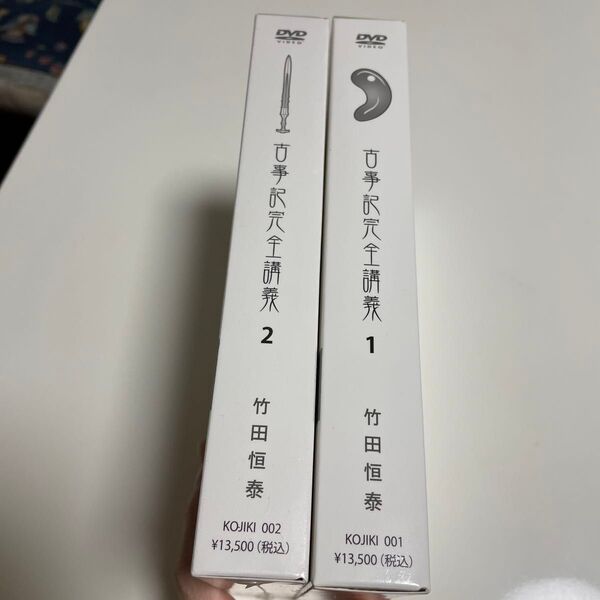 DVD
VIDEO
古事記完全講義
2
竹田恒泰
KOJIKI 002
¥13,500(税込)
DVD
VIDEO
古事記完全講義
1
竹田恒泰
KOJIKI 001
¥13,500(税込)